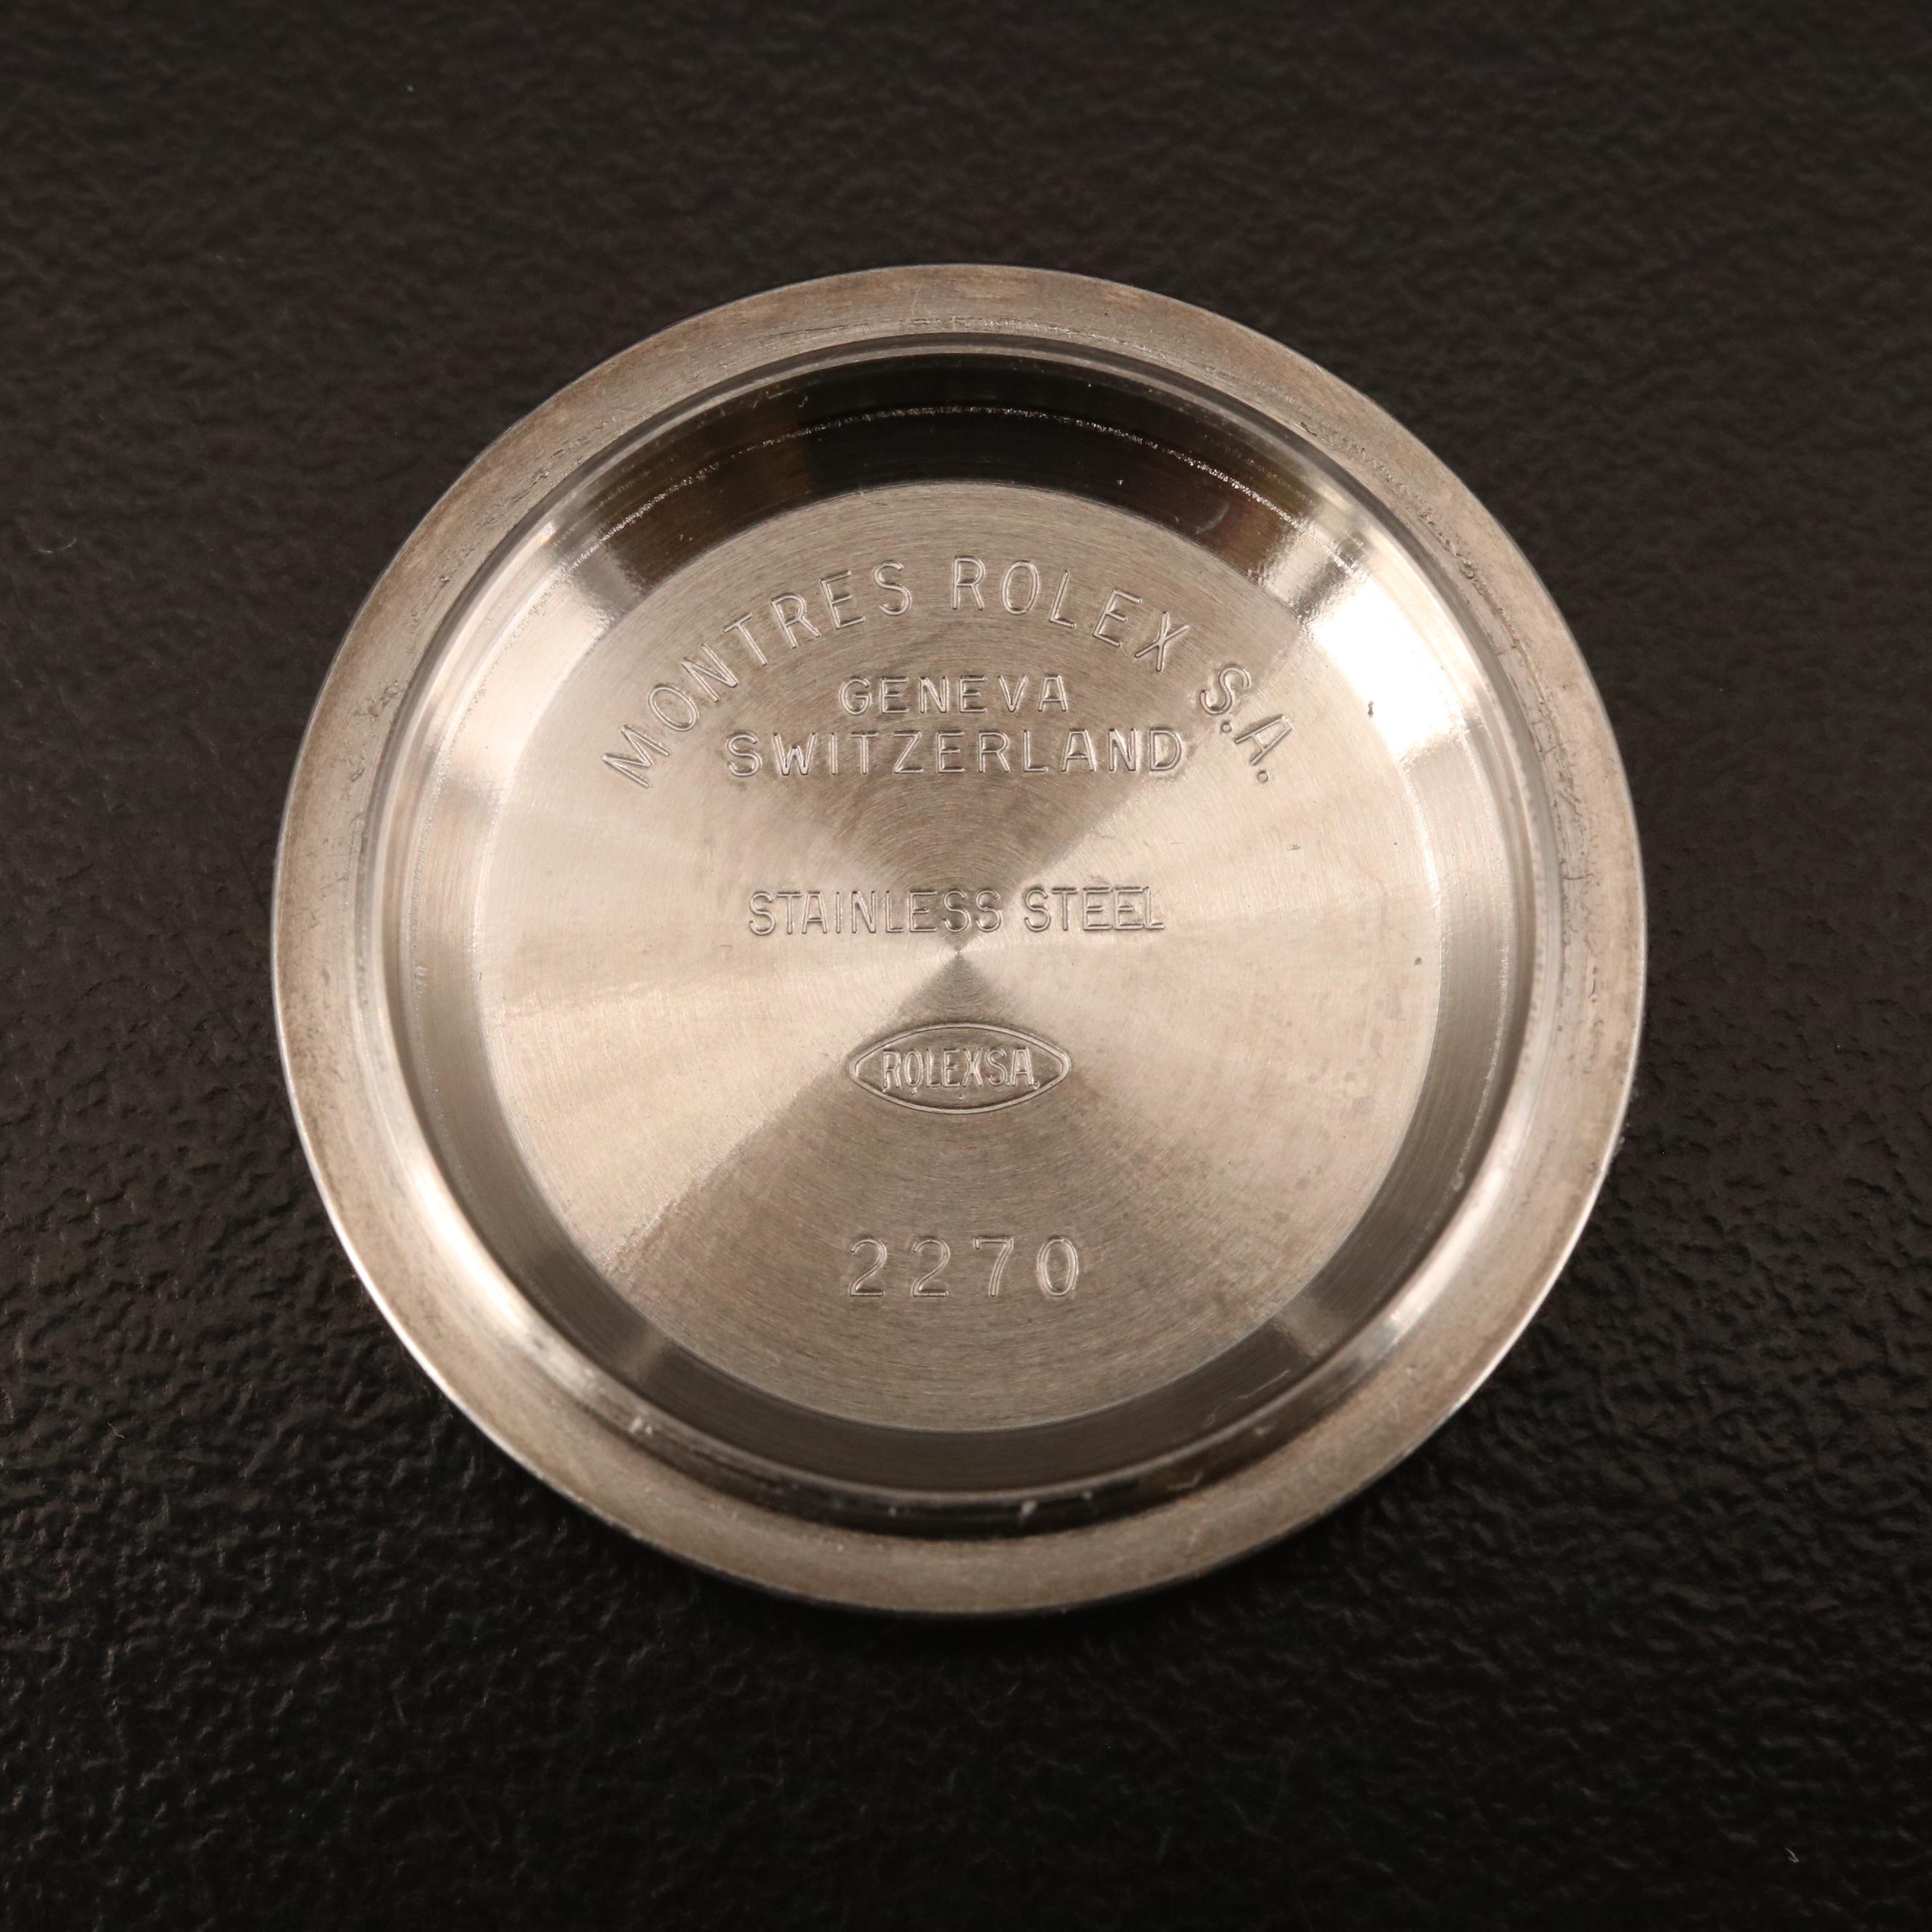 MONTRES ROLEX S.A.
GENEVA
SWITZERLAND
STAINLESS STEEL
ROLEXSA.
2270